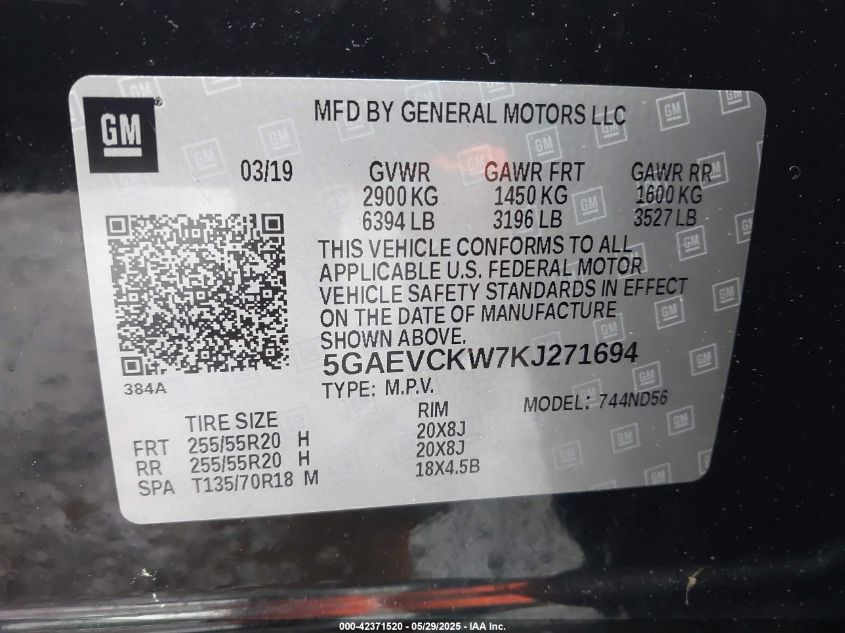 GM
MFD BY GENERAL MOTORS LLC
03/19 GVWR GAWR FRT GAWR RR
2900 KG 1450 KG 1600 KG
6394 LB 3196 LB 3527 LB
THIS VEHICLE CONFORMS TO ALL
APPLICABLE U.S. FEDERAL MOTOR
VEHICLE SAFETY STANDARDS IN EFFECT
ON THE DATE OF MANUFACTURE
SHOWN ABOVE.
5GAEVCKW7KJ271694
384A
TYPE: M.P.V. MODEL: 744ND56
TIRE SIZE RIM
FRT 255/55R20 H 20X8J
RR 255/55R20 H 20X8J
SPA T135/70R18 M 18X4.5B
000-42371520 - 05/29/2025 - IAA Inc.